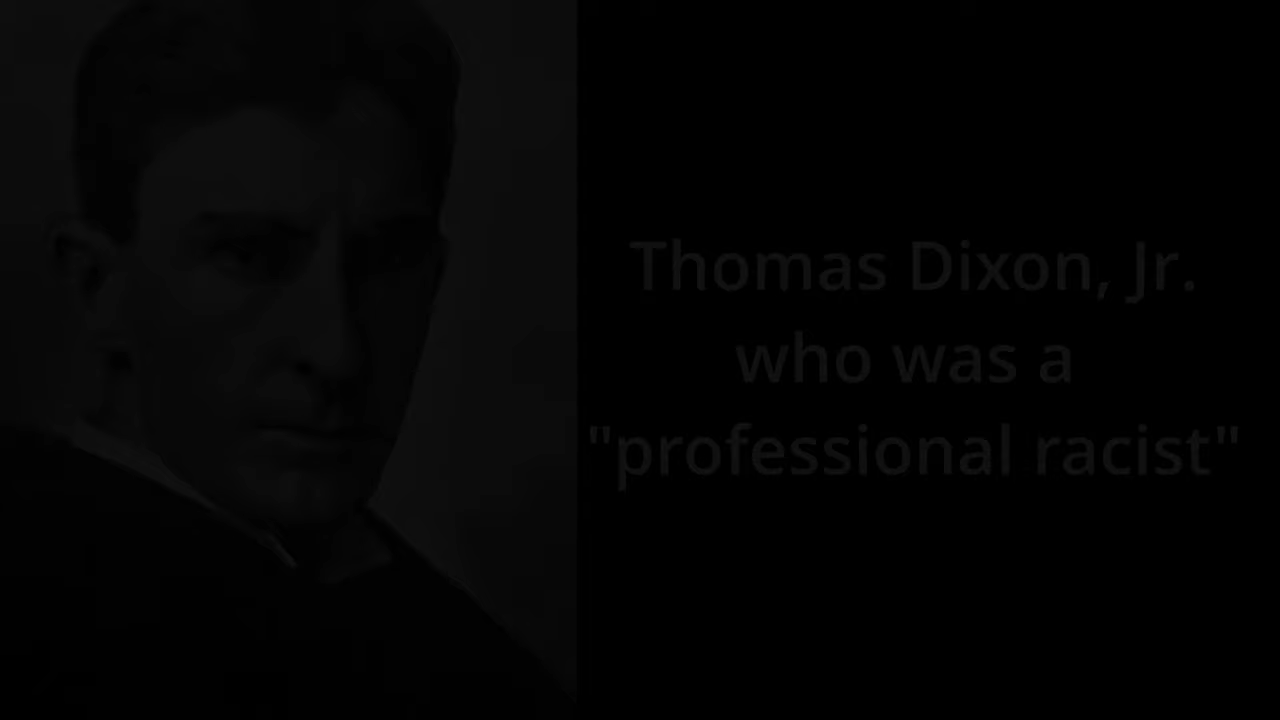 Thomas Dixon, Jr.
who was a
"professional racist"